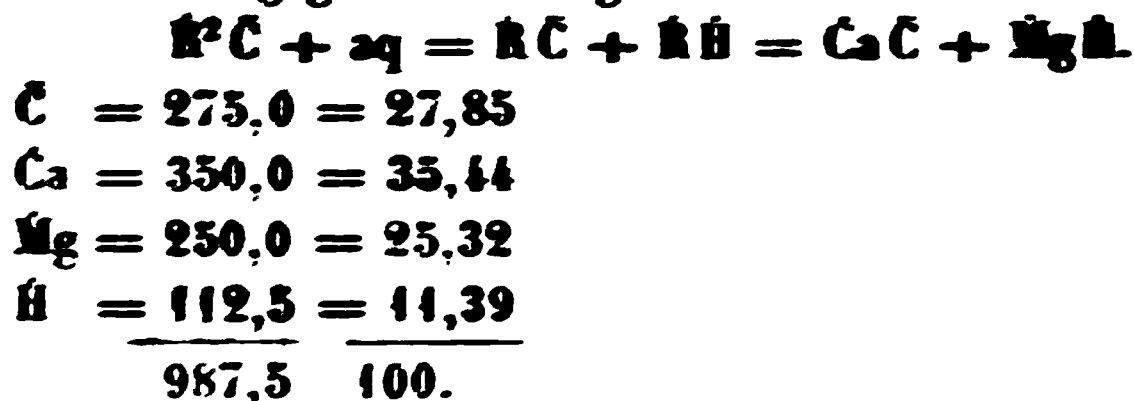 Ṙ²C̈ + aq = ṘC̈ + ṘḢ = ĊaC̈ + ṀgḢ.
C̈ = 275,0 = 27,85
Ċa = 350,0 = 35,44
Ṁg = 250,0 = 25,32
Ḣ = 112,5 = 11,39
987,5 100.